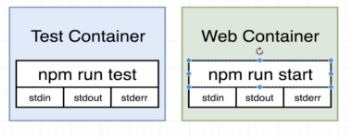 Test Container
npm run test
stdin stdout stderr
Web Container
npm run start
stdin stdout stderr